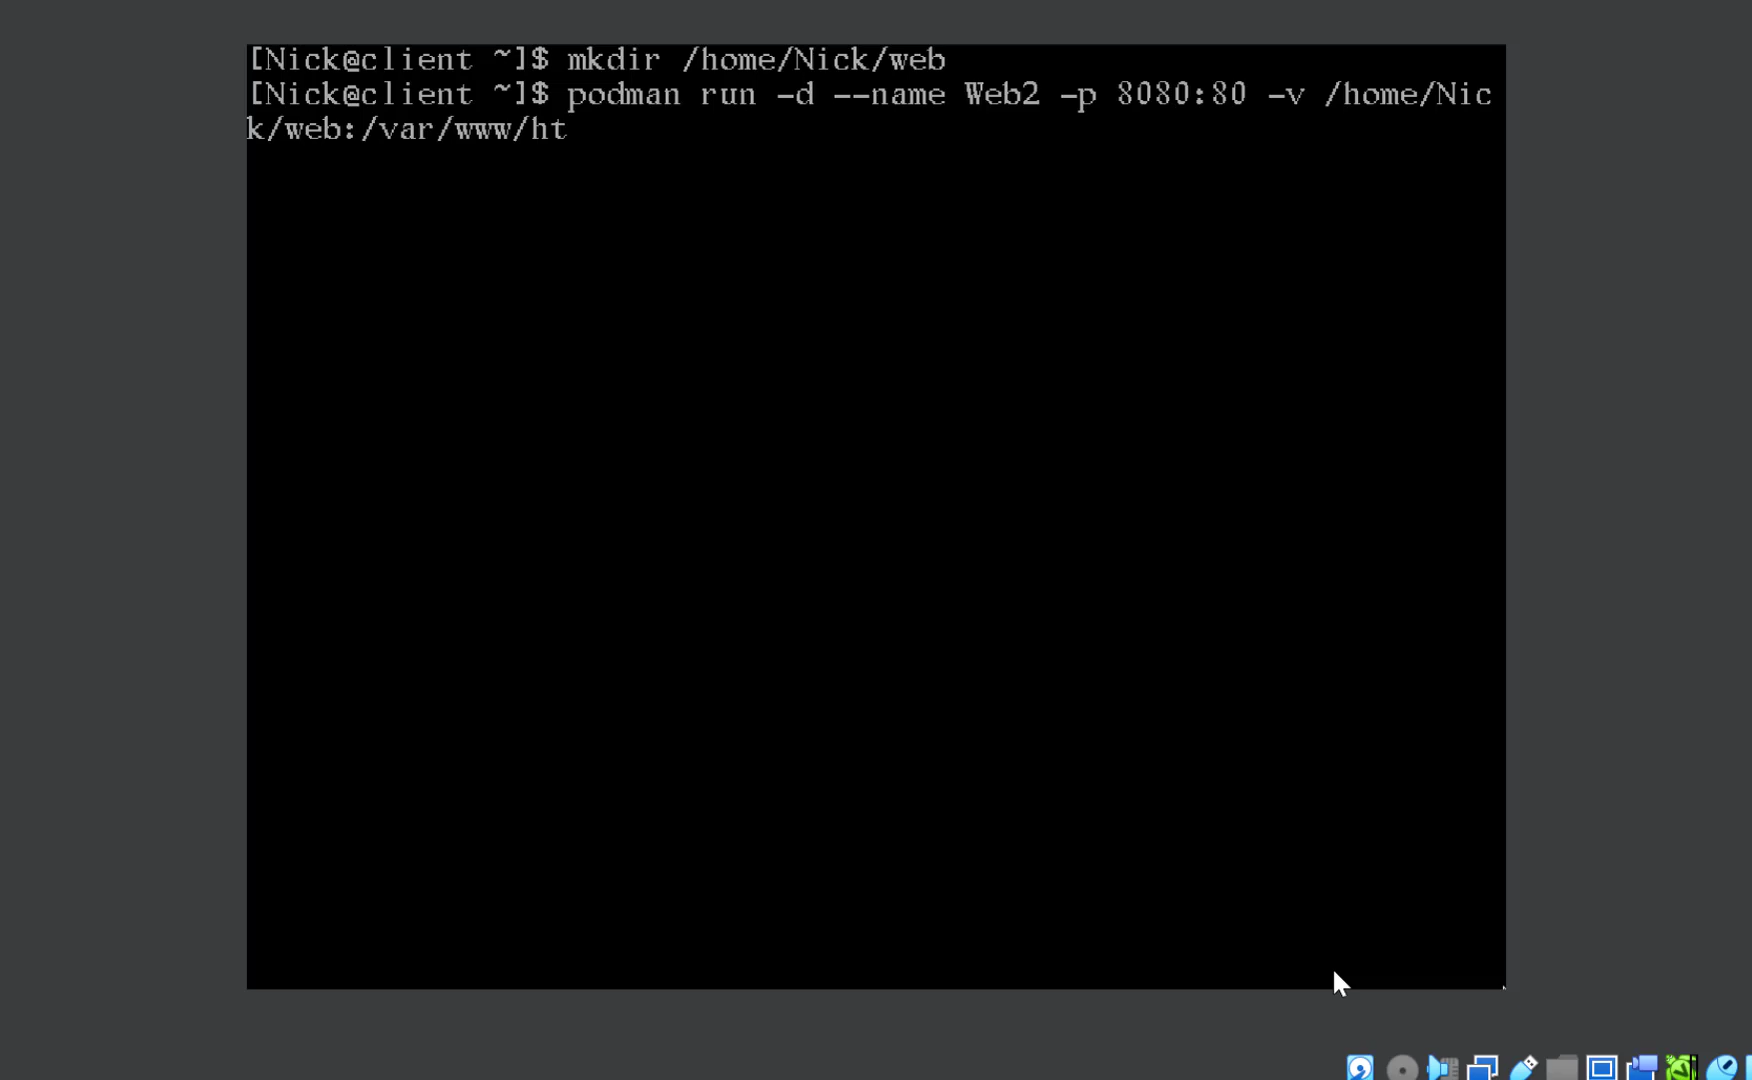 [Nick@client ~]$ mkdir /home/Nick/web
[Nick@client ~]$ podman run -d --name Web2 -p 8080:80 -v /home/Nic
k/web:/var/www/ht